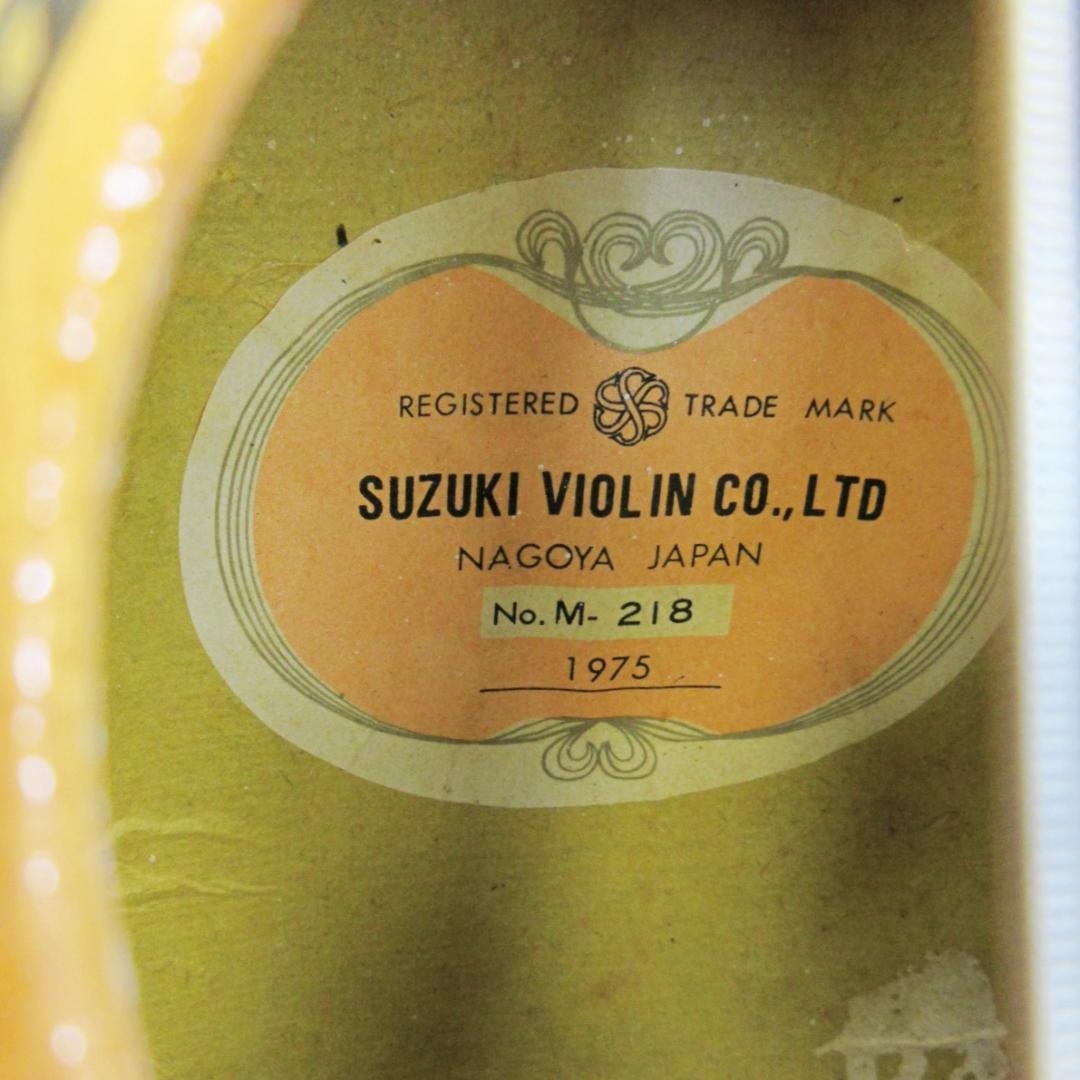 REGISTERED TRADE MARK
SUZUKI VIOLIN CO., LTD
NAGOYA JAPAN
No. M- 218
1975